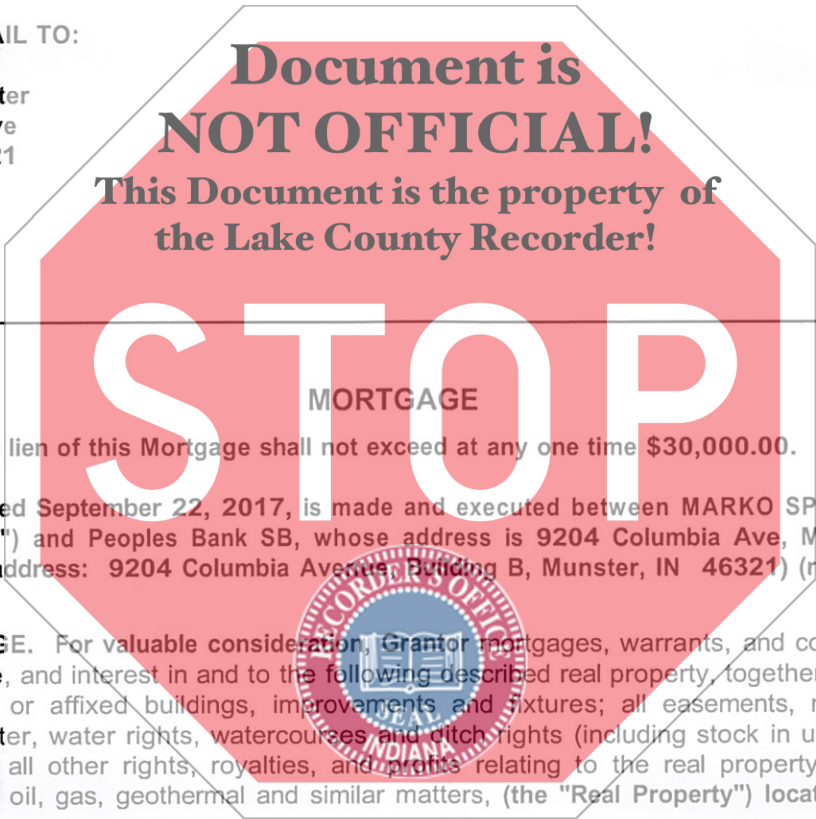 AIL TO:
Document is
NOT OFFICIAL!
This Document is the property of
the Lake County Recorder!
STOP
MORTGAGE
lien of this Mortgage shall not exceed at any one time $30,000.00.
ed September 22, 2017, is made and executed between MARKO SP
") and Peoples Bank SB, whose address is 9204 Columbia Ave, M
ddress: 9204 Columbia Avenue, Building B, Munster, IN 46321) (r
GE. For valuable consideration, Grantor mortgages, warrants, and co
, and interest in and to the following described real property, together
or affixed buildings, improvements and fixtures; all easements, r
ter, water rights, watercourses and ditch rights (including stock in u
all other rights, royalties, and profits relating to the real property
oil, gas, geothermal and similar matters, (the "Real Property") locat
RECORDER'S OFFICE
SEAL
INDIANA